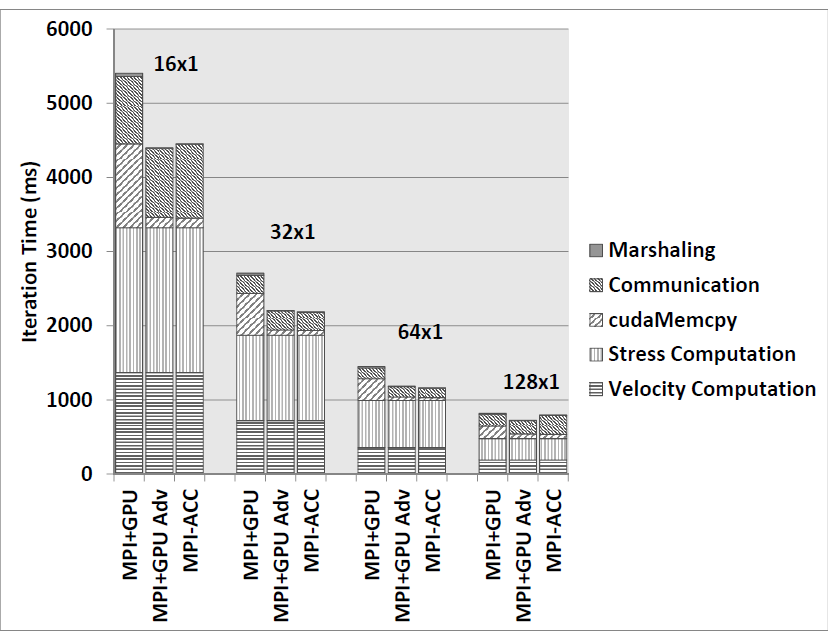 6000
5000
4000
3000
2000
1000
0
Iteration Time (ms)
16x1
32x1
64x1
128x1
MPI+GPU
MPI+GPU Adv
MPI-ACC
MPI+GPU
MPI+GPU Adv
MPI-ACC
MPI+GPU
MPI+GPU Adv
MPI-ACC
MPI+GPU
MPI+GPU Adv
MPI-ACC
Marshaling
Communication
cudaMemcpy
Stress Computation
Velocity Computation